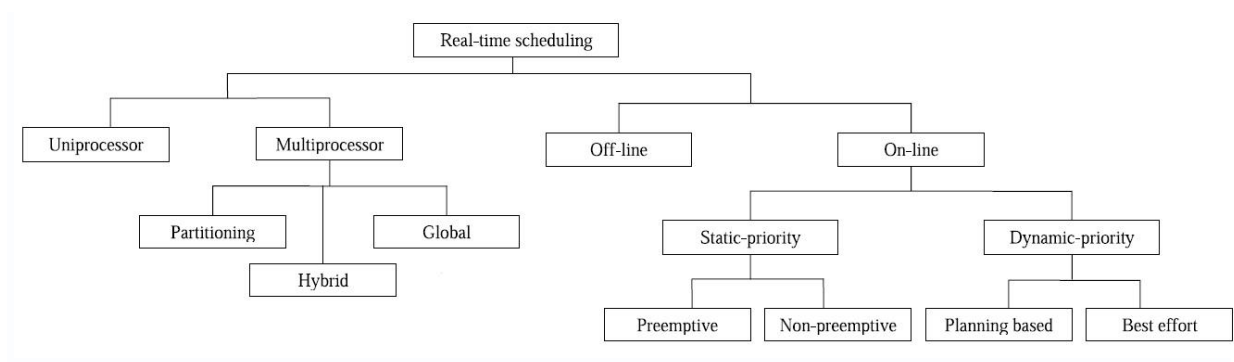 Real-time scheduling
Uniprocessor
Multiprocessor
Off-line
On-line
Partitioning
Global
Hybrid
Static-priority
Dynamic-priority
Preemptive
Non-preemptive
Planning based
Best effort